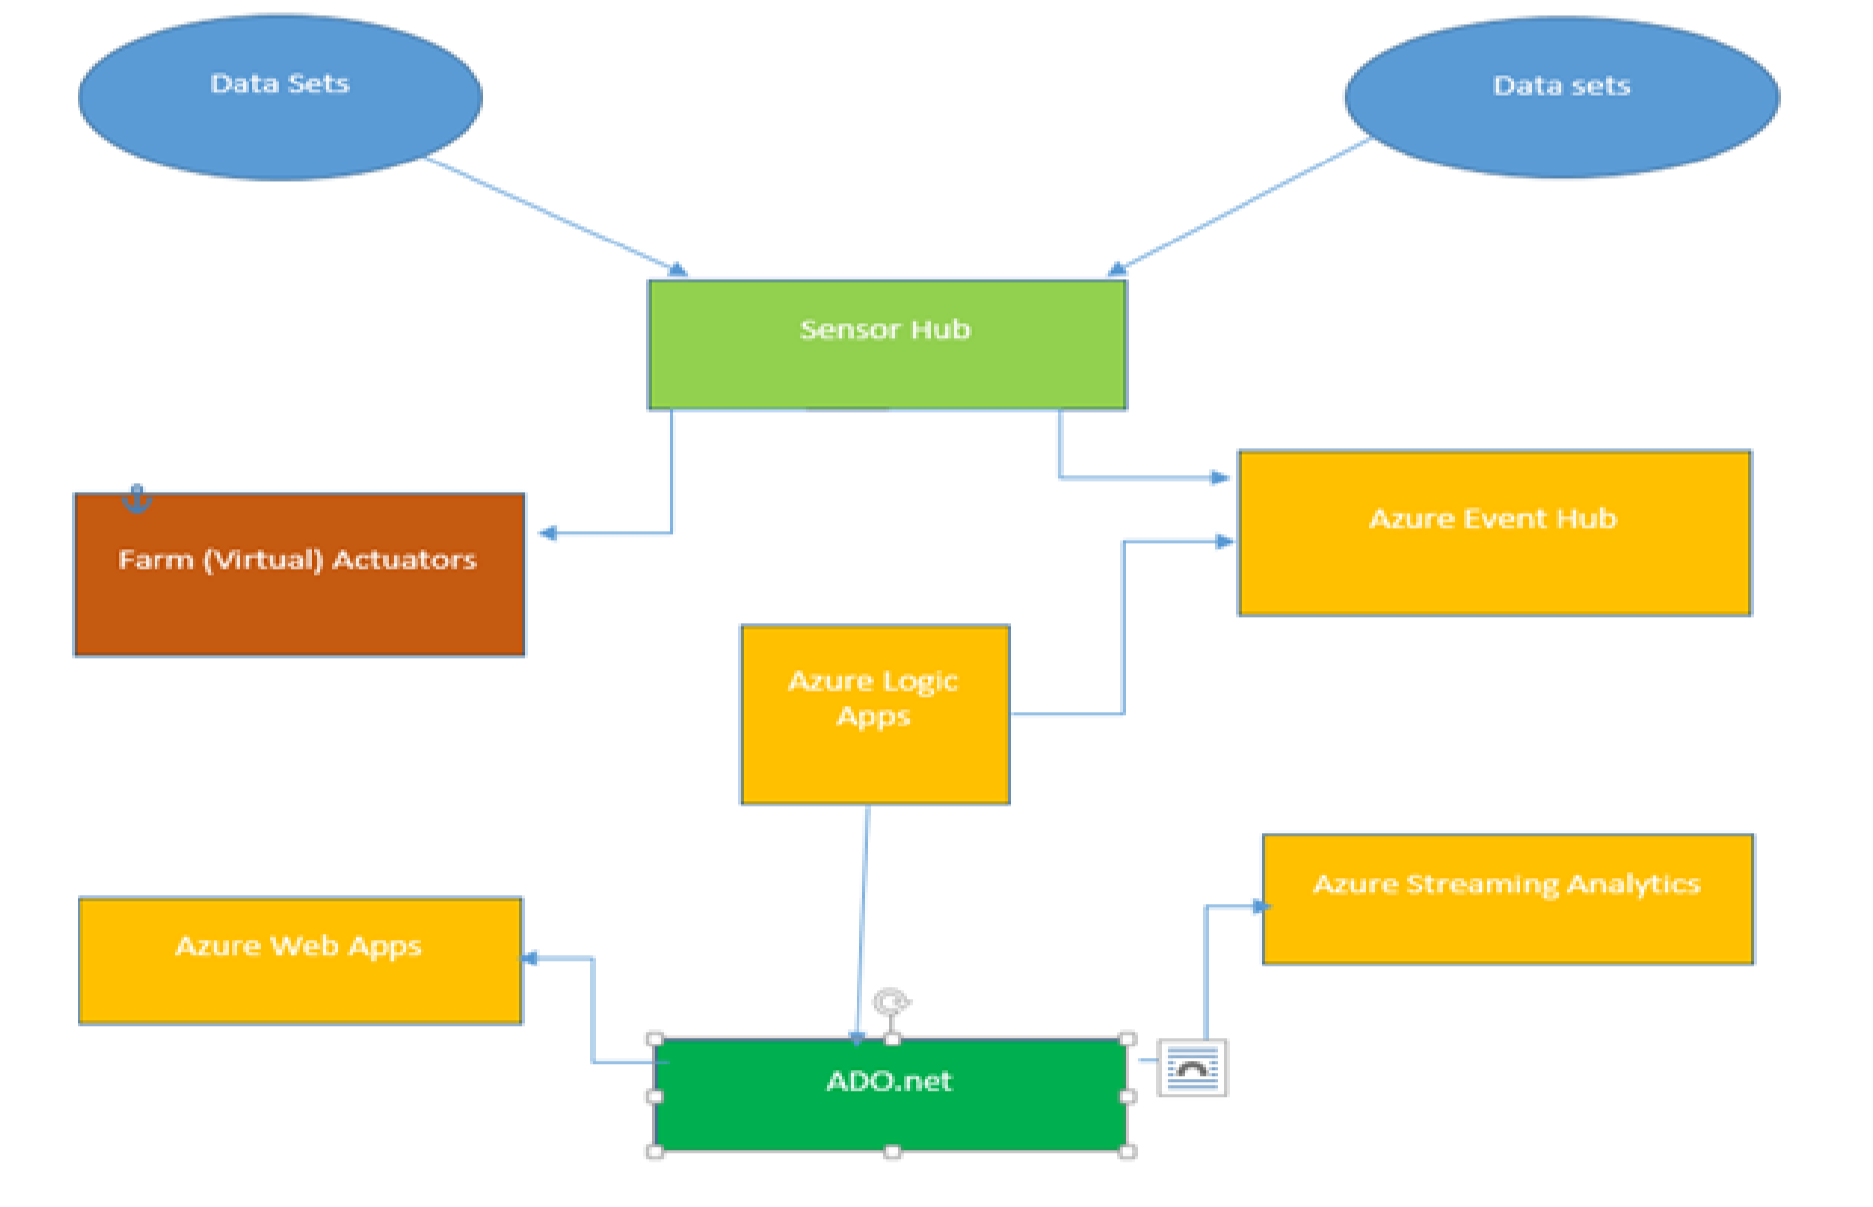 Data Sets
Data sets
Sensor Hub
Farm (Virtual) Actuators
Azure Event Hub
Azure Logic
Apps
Azure Streaming Analytics
Azure Web Apps
ADO.net